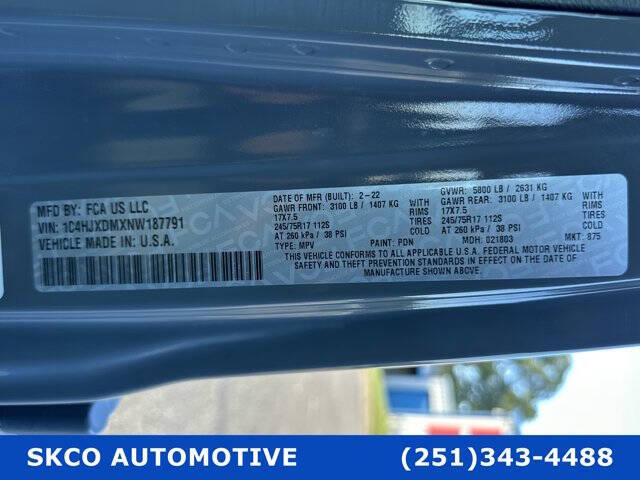 MFD BY: FCA US LLC
VIN: 1C4HJXDMXNW187791
VEHICLE MADE IN: U.S.A.
DATE OF MFR (BUILT): 2-22
GAWR FRONT: 3100 LB / 1407 KG WITH
17X7.5 RIMS
245/75R17 112S TIRES
AT 260 kPa / 38 PSI COLD
GVWR: 5800 LB / 2631 KG
GAWR REAR: 3100 LB / 1407 KG WITH
17X7.5 RIMS
245/75R17 112S TIRES
AT 260 kPa / 38 PSI COLD
TYPE: MPV PAINT: PDN MDH: 021803 MKT: 875
THIS VEHICLE CONFORMS TO ALL APPLICABLE U.S.A. FEDERAL MOTOR VEHICLE
SAFETY AND THEFT PREVENTION STANDARDS IN EFFECT ON THE DATE OF
MANUFACTURE SHOWN ABOVE.
SKCO AUTOMOTIVE (251)343-4488